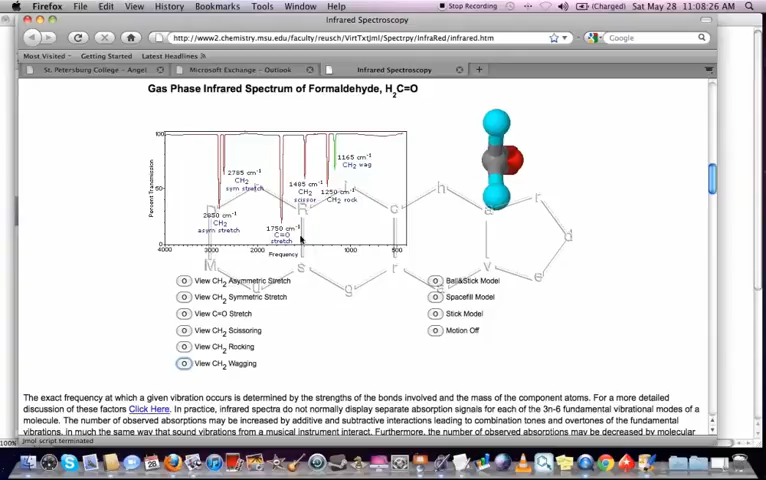 Firefox File Edit View History Bookmarks Tools Window Help
Stop Recording
(Charged) Sat May 28 11:08:26 AM
Infrared Spectroscopy
http://www2.chemistry.msu.edu/faculty/reusch/VirtTxtJml/Spectrpy/InfraRed/infrared.htm
Google
Most Visited Getting Started Latest Headlines
St. Petersburg College - Angel
Microsoft Exchange - Outlook
Infrared Spectroscopy
Gas Phase Infrared Spectrum of Formaldehyde, H2C=O
100
50
0
Percent Transmission
1165 cm-1
CH2 wag
2785 cm-1
CH2
sym stretch
1485 cm-1
CH2
scissor
1250 cm-1
CH2 rock
2850 cm-1
CH2
asym stretch
1750 cm-1
C=O
stretch
4000 3000 2000 1000 500
Frequency
View CH2 Asymmetric Stretch
View CH2 Symmetric Stretch
View C=O Stretch
View CH2 Scissoring
View CH2 Rocking
View CH2 Wagging
Ball&Stick Model
Spacefill Model
Stick Model
Motion Off
The exact frequency at which a given vibration occurs is determined by the strengths of the bonds involved and the mass of the component atoms. For a more detailed
discussion of these factors Click Here. In practice, infrared spectra do not normally display separate absorption signals for each of the 3n-6 fundamental vibrational modes of a
molecule. The number of observed absorptions may be increased by additive and subtractive interactions leading to combination tones and overtones of the fundamental
vibrations, in much the same way that sound vibrations from a musical instrument interact. Furthermore, the number of observed absorptions may be decreased by molecular
Jmol script terminated